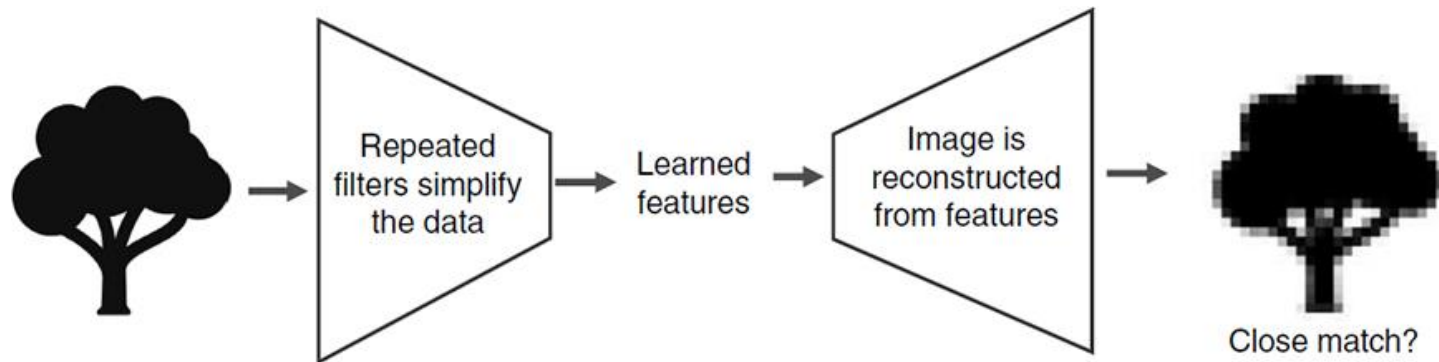 Repeated
filters simplify
the data
Learned
features
Image is
reconstructed
from features
Close match?